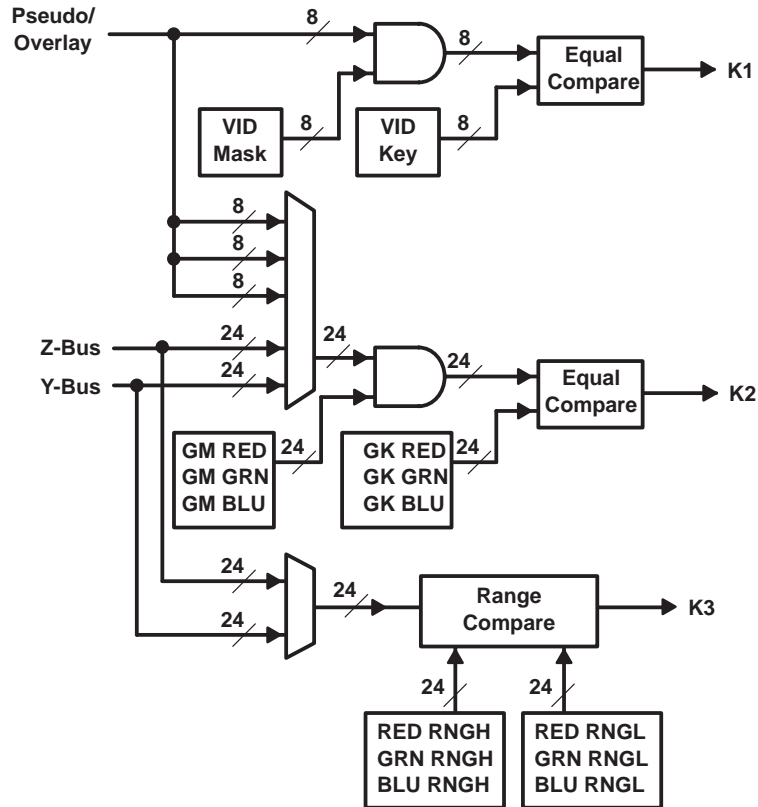 Pseudo/
Overlay
8
8
Equal
Compare
K1
VID
Mask
8
VID
Key
8
8
8
8
Z-Bus
24
24
24
Y-Bus
24
Equal
Compare
K2
GM RED
GM GRN
GM BLU
24
GK RED
GK GRN
GK BLU
24
24
24
24
Range
Compare
K3
24
24
RED RNGH
GRN RNGH
BLU RNGH
RED RNGL
GRN RNGL
BLU RNGL